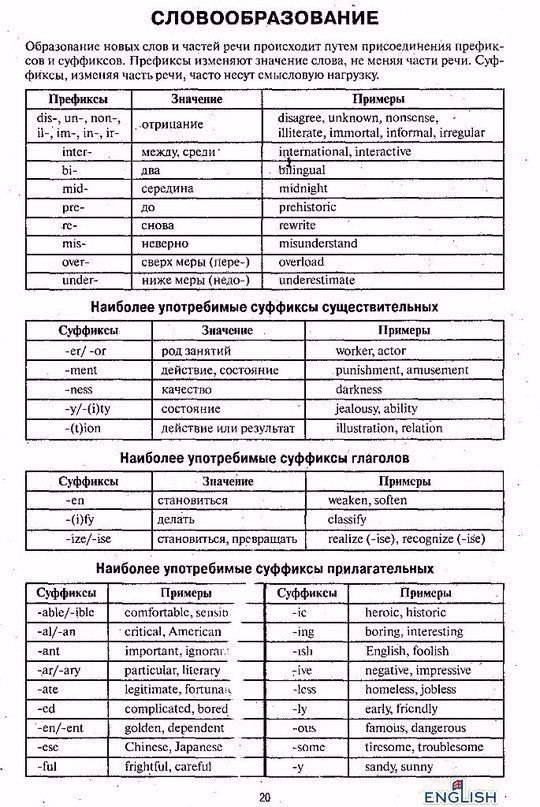 СЛОВООБРАЗОВАНИЕ
Образование новых слов и частей речи происходит путем присоединения префик-
сов и суффиксов. Префиксы изменяют значение слова, не меняя части речи. Суф-
фиксы, изменяя часть речи, часто несут смысловую нагрузку.
Префиксы Значение Примеры
dis-, un-, non-, il-, im-, in-, ir- отрицание disagree, unknown, nonsense,
illiterate, immortal, informal, irregular
inter- между, среди international, interactive
bi- два bilingual
mid- середина midnight
pre- до prehistoric
re- снова rewrite
mis- неверно misunderstand
over- сверх меры (пере-) overload
under- ниже меры (недо-) underestimate
Наиболее употребимые суффиксы существительных
Суффиксы Значение Примеры
-er/ -or род занятий worker, actor
-ment действие, состояние punishment, amusement
-ness качество darkness
-y/-(i)ty состояние jealousy, ability
-(t)ion действие или результат illustration, relation
Наиболее употребимые суффиксы глаголов
Суффиксы Значение Примеры
-en становиться weaken, soften
-(i)fy делать classify
-ize/-ise становиться, превращать realize (-ise), recognize (-ise)
Наиболее употребимые суффиксы прилагательных
Суффиксы Примеры Суффиксы Примеры
-able/-ible comfortable, -ic heroic, historic
-al/-an critical, American -ing boring, interesting
-ant important, -ish English, foolish
-ar/-ary particular, literary -ive negative, impressive
-ate legitimate, -less homeless, jobless
-ed complicated, bored -ly early, friendly
-en/-ent golden, dependent -ous famous, dangerous
-ese Chinese, Japanese -some tiresome, troublesome
-ful frightful, careful -y sandy, sunny
20
ENGLISH